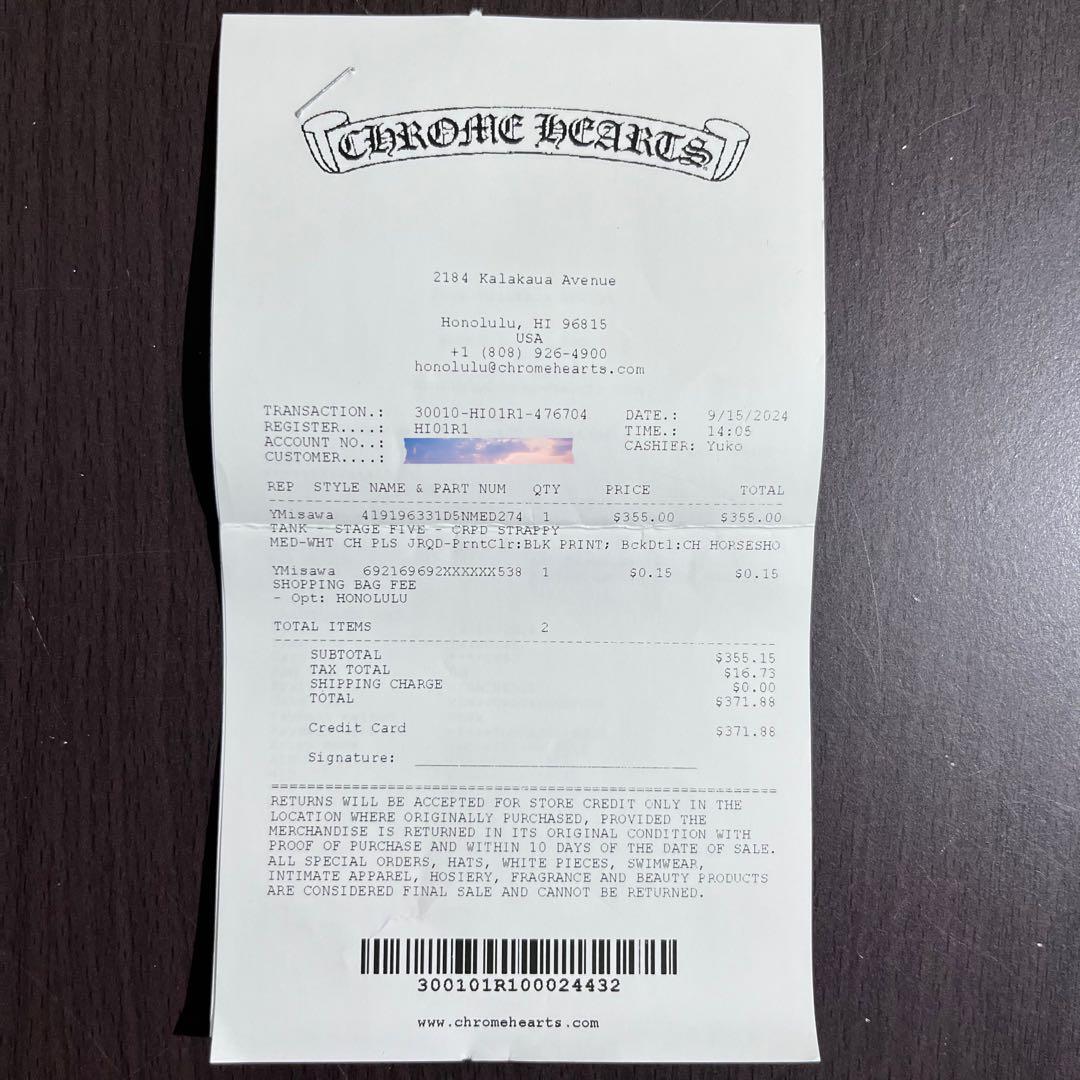 CHROME HEARTS
2184 Kalakaua Avenue
Honolulu, HI 96815
USA
+1 (808) 926-4900
honolulu@chromehearts.com
TRANSACTION.: 30010-HI01R1-476704 DATE.: 9/15/2024
REGISTER....: HI01R1 TIME.: 14:05
ACCOUNT NO..: CASHIER: Yuko
CUSTOMER....:
REP STYLE NAME & PART NUM QTY PRICE TOTAL
YMisawa 419196331D5NMED274 1 $355.00 $355.00
TANK - STAGE FIVE - CRPD STRAPPY
MED-WHT CH PLS JRQD-PrntClr:BLK PRINT; BckDtl:CH HORSESHO
YMisawa 692169692XXXXXX538 1 $0.15 $0.15
SHOPPING BAG FEE
- Opt: HONOLULU
TOTAL ITEMS 2
SUBTOTAL $355.15
TAX TOTAL $16.73
SHIPPING CHARGE $0.00
TOTAL $371.88
Credit Card $371.88
Signature:
RETURNS WILL BE ACCEPTED FOR STORE CREDIT ONLY IN THE
LOCATION WHERE ORIGINALLY PURCHASED, PROVIDED THE
MERCHANDISE IS RETURNED IN ITS ORIGINAL CONDITION WITH
PROOF OF PURCHASE AND WITHIN 10 DAYS OF THE DATE OF SALE.
ALL SPECIAL ORDERS, HATS, WHITE PIECES, SWIMWEAR,
INTIMATE APPAREL, HOSIERY, FRAGRANCE AND BEAUTY PRODUCTS
ARE CONSIDERED FINAL SALE AND CANNOT BE RETURNED.
300101R100024432
www.chromehearts.com